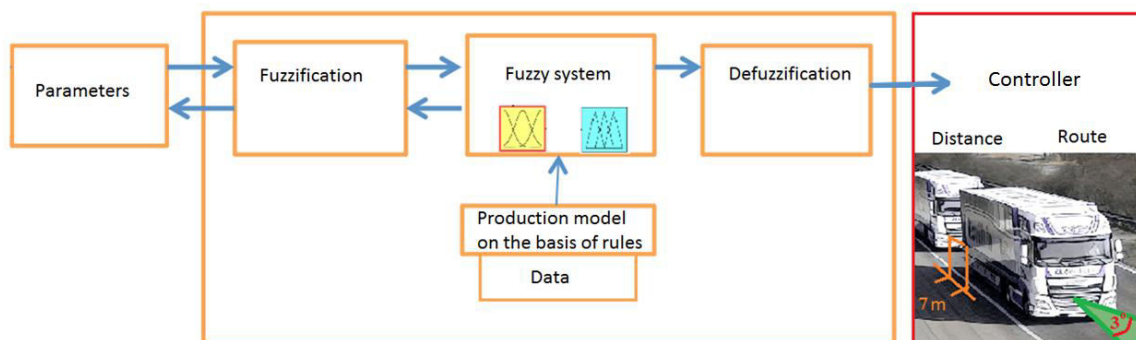 Parameters
Fuzzification
Fuzzy system
Defuzzification
Controller
Distance Route
Production model
on the basis of rules
Data
7 m
3°